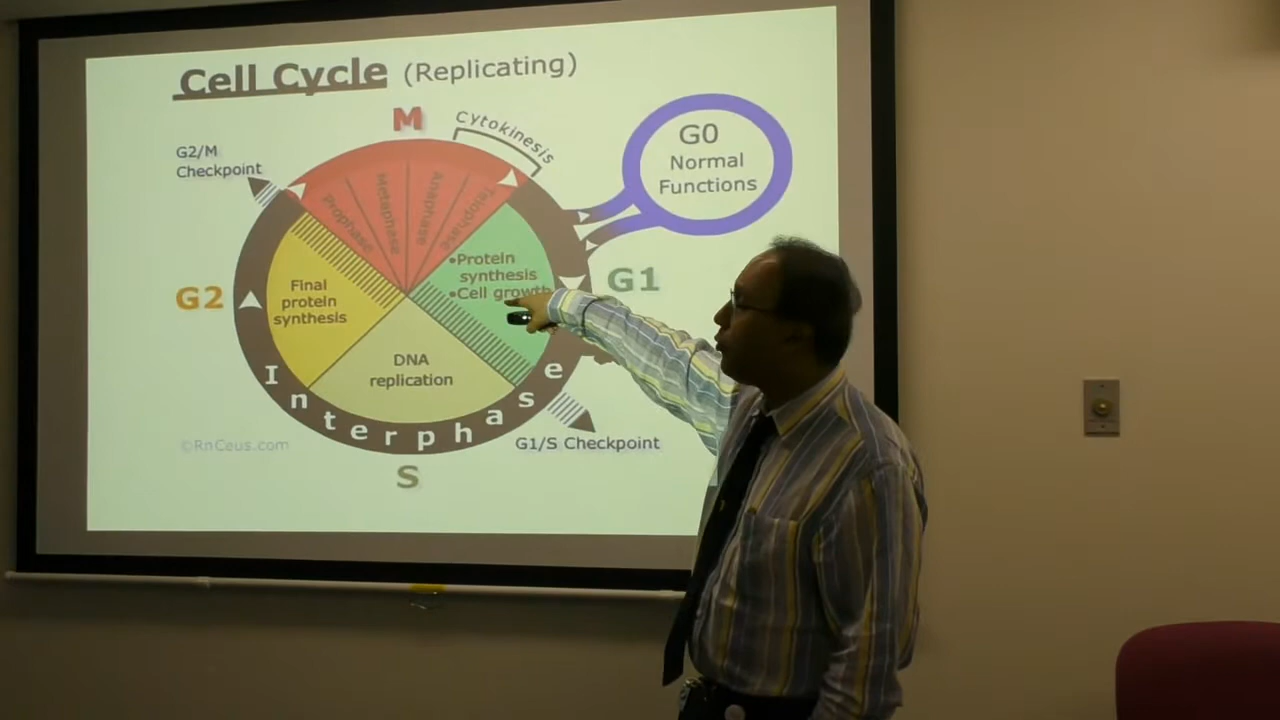 Cell Cycle (Replicating)
M
Cytokinesis
G2/M
Checkpoint
G0
Normal
Functions
Prophase
Metaphase
Anaphase
Telophase
•Protein
synthesis
•Cell growth
G1
G2
Final
protein
synthesis
DNA
replication
Interphase
G1/S Checkpoint
©RnCeus.com
S